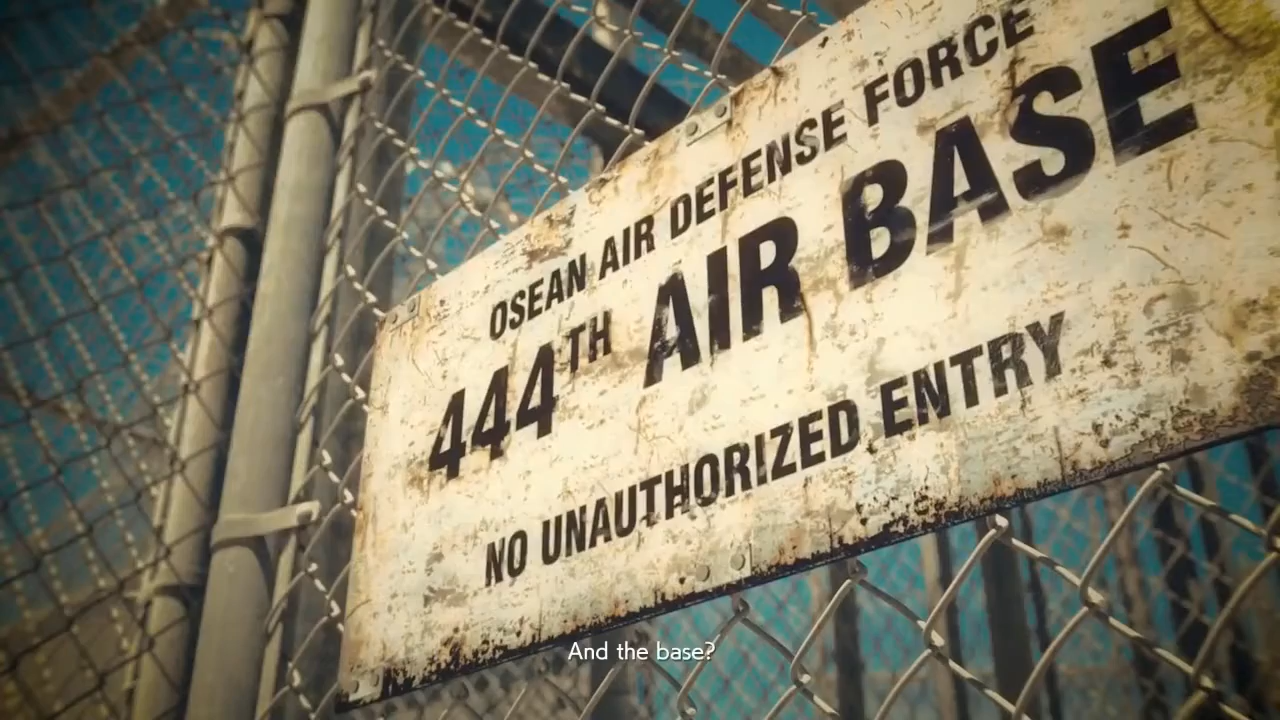 OSEAN AIR DEFENSE FORCE
444TH AIR BASE
NO UNAUTHORIZED ENTRY
And the base?